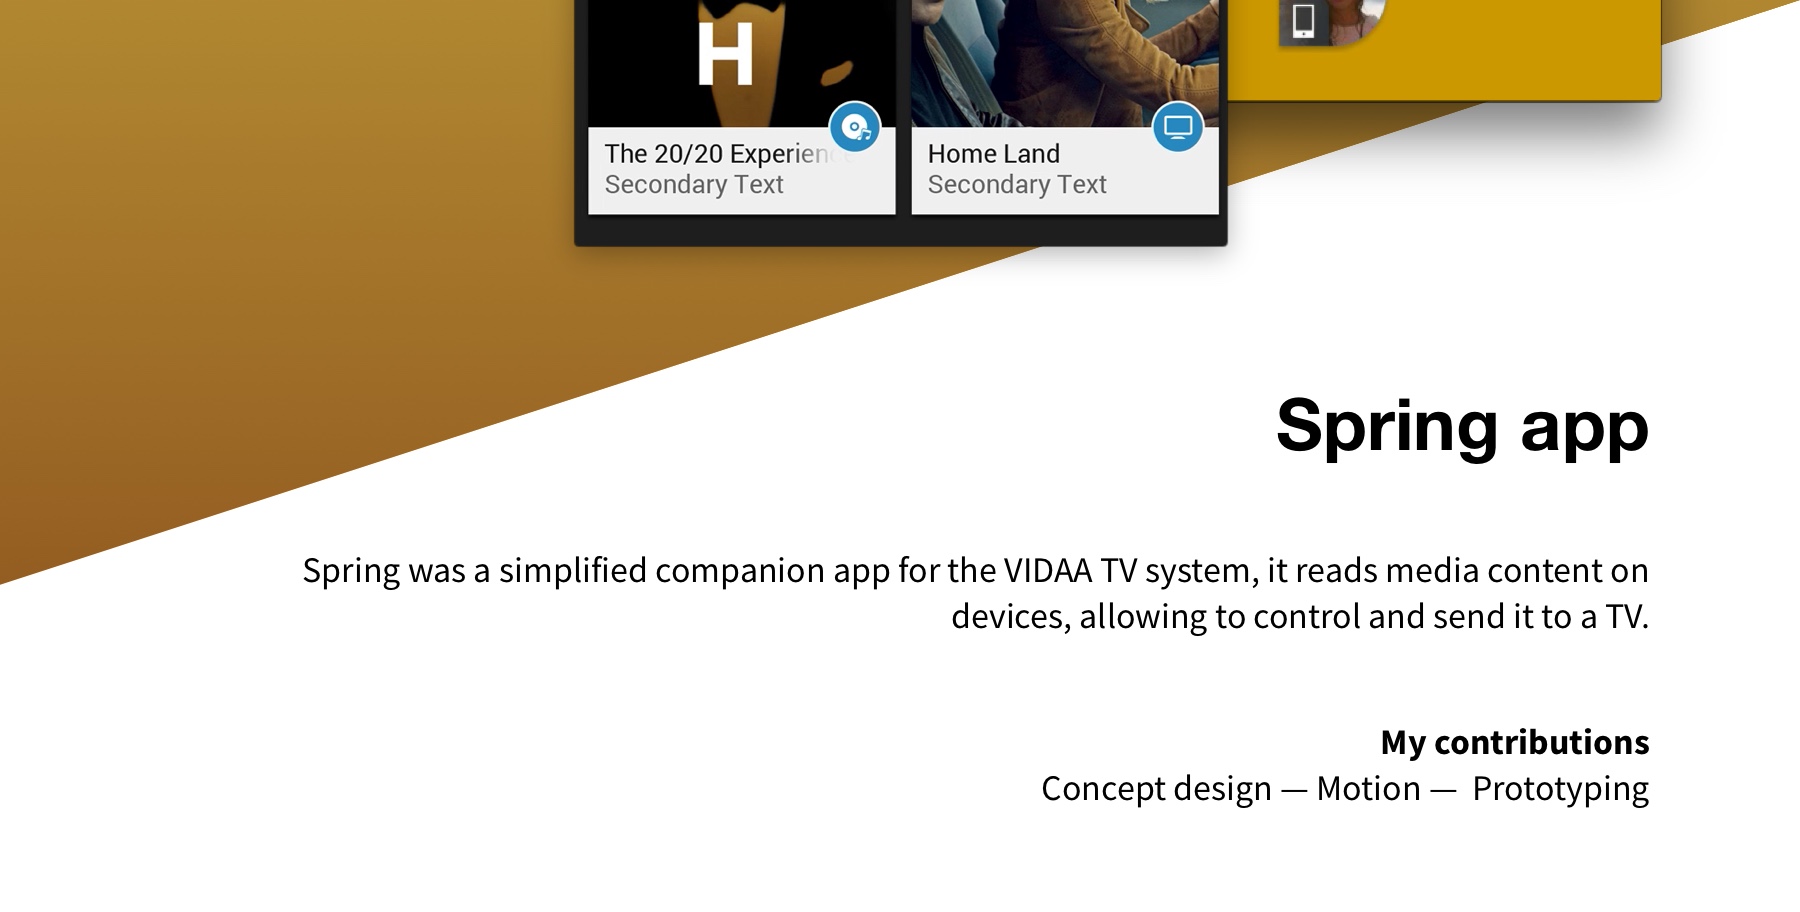 H
The 20/20 Experience
Secondary Text
Home Land
Secondary Text
Spring app
Spring was a simplified companion app for the VIDAA TV system, it reads media content on
devices, allowing to control and send it to a TV.
My contributions
Concept design — Motion — Prototyping